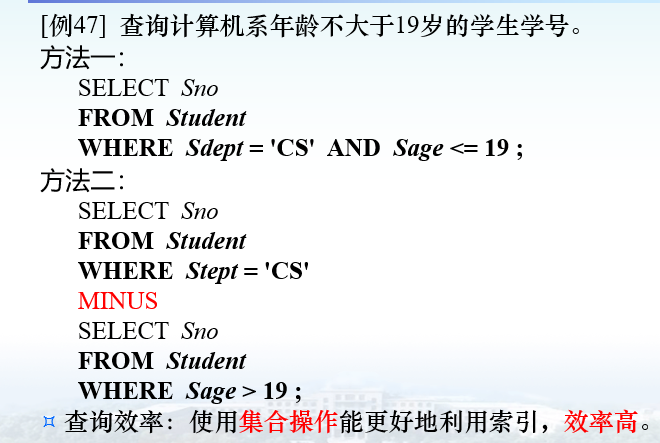 [例47] 查询计算机系年龄不大于19岁的学生学号。
方法一：
SELECT Sno
FROM Student
WHERE Sdept = 'CS' AND Sage <= 19 ;
方法二：
SELECT Sno
FROM Student
WHERE Stept = 'CS'
MINUS
SELECT Sno
FROM Student
WHERE Sage > 19 ;
¤ 查询效率：使用集合操作能更好地利用索引，效率高。